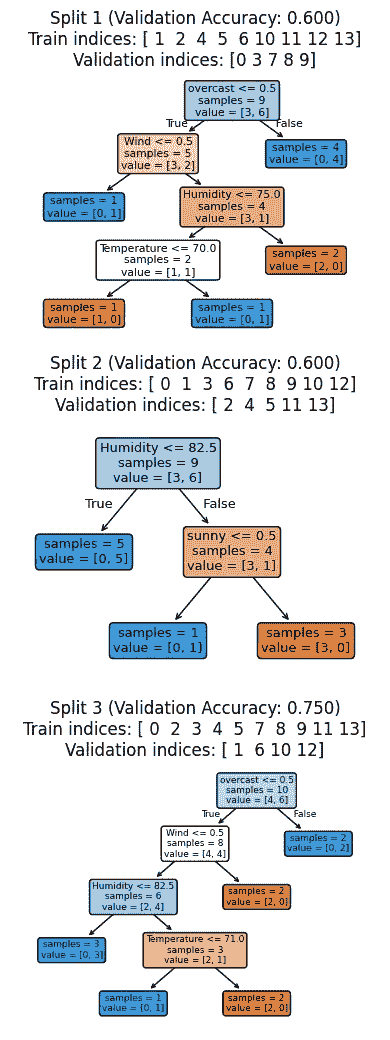 Split 1 (Validation Accuracy: 0.600)
Train indices: [ 1  2  4  5  6 10 11 12 13]
Validation indices: [0 3 7 8 9]
overcast <= 0.5
samples = 9
value = [3, 6]
True
False
Wind <= 0.5
samples = 5
value = [3, 2]
samples = 4
value = [0, 4]
samples = 1
value = [0, 1]
Humidity <= 75.0
samples = 4
value = [3, 1]
Temperature <= 70.0
samples = 2
value = [1, 1]
samples = 2
value = [2, 0]
samples = 1
value = [1, 0]
samples = 1
value = [0, 1]
Split 2 (Validation Accuracy: 0.600)
Train indices: [ 0  1  3  6  7  8  9 10 12]
Validation indices: [ 2  4  5 11 13]
Humidity <= 82.5
samples = 9
value = [3, 6]
True
False
samples = 5
value = [0, 5]
sunny <= 0.5
samples = 4
value = [3, 1]
samples = 1
value = [0, 1]
samples = 3
value = [3, 0]
Split 3 (Validation Accuracy: 0.750)
Train indices: [ 0  2  3  4  5  7  8  9 11 13]
Validation indices: [ 1  6 10 12]
overcast <= 0.5
samples = 10
value = [4, 6]
True
False
Wind <= 0.5
samples = 8
value = [4, 4]
samples = 2
value = [0, 2]
Humidity <= 82.5
samples = 6
value = [2, 4]
samples = 2
value = [2, 0]
samples = 3
value = [0, 3]
Temperature <= 71.0
samples = 3
value = [2, 1]
samples = 1
value = [0, 1]
samples = 2
value = [2, 0]